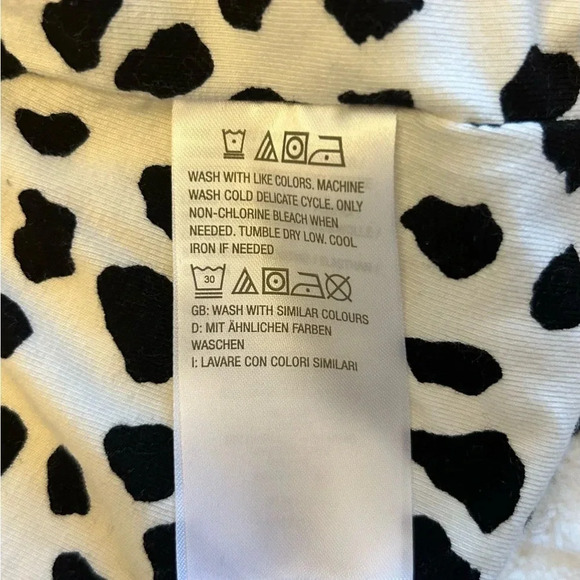 WASH WITH LIKE COLORS. MACHINE
WASH COLD DELICATE CYCLE. ONLY
NON-CHLORINE BLEACH WHEN
NEEDED. TUMBLE DRY LOW. COOL
IRON IF NEEDED
30
GB: WASH WITH SIMILAR COLOURS
D: MIT ÄHNLICHEN FARBEN
WASCHEN
I: LAVARE CON COLORI SIMILARI